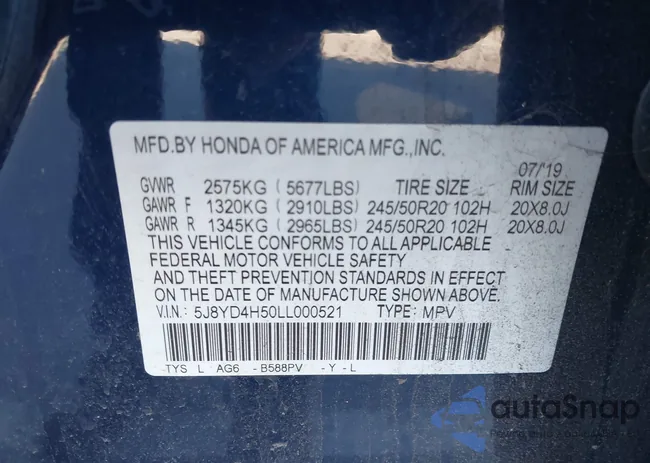 MFD.BY HONDA OF AMERICA MFG.,INC.
07/'19
GVWR 2575KG (5677LBS) TIRE SIZE RIM SIZE
GAWR F 1320KG (2910LBS) 245/50R20 102H 20X8.0J
GAWR R 1345KG (2965LBS) 245/50R20 102H 20X8.0J
THIS VEHICLE CONFORMS TO ALL APPLICABLE
FEDERAL MOTOR VEHICLE SAFETY
AND THEFT PREVENTION STANDARDS IN EFFECT
ON THE DATE OF MANUFACTURE SHOWN ABOVE.
V.I.N.: 5J8YD4H50LL000521 TYPE: MPV
TYS L AG6 -B588PV -Y-L
autoSnap